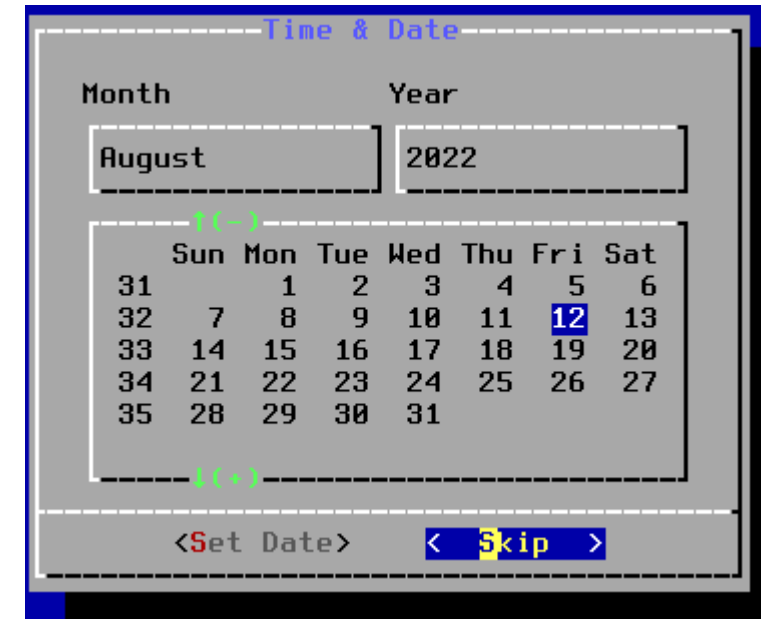 Time & Date
Month Year
August 2022
↑(-)
Sun Mon Tue Wed Thu Fri Sat
31 1 2 3 4 5 6
32 7 8 9 10 11 12 13
33 14 15 16 17 18 19 20
34 21 22 23 24 25 26 27
35 28 29 30 31
↓(+)
<Set Date> < Skip >